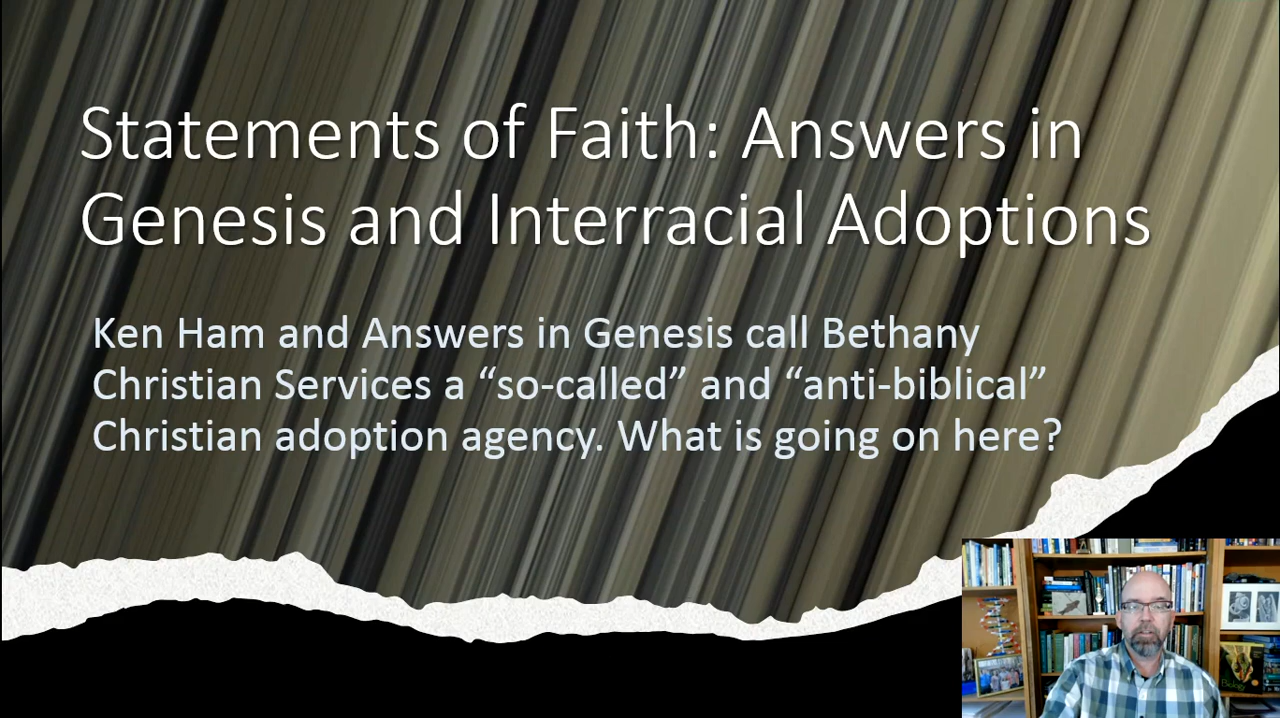 Statements of Faith: Answers in
Genesis and Interracial Adoptions
Ken Ham and Answers in Genesis call Bethany
Christian Services a “so-called” and “anti-biblical”
Christian adoption agency. What is going on here?